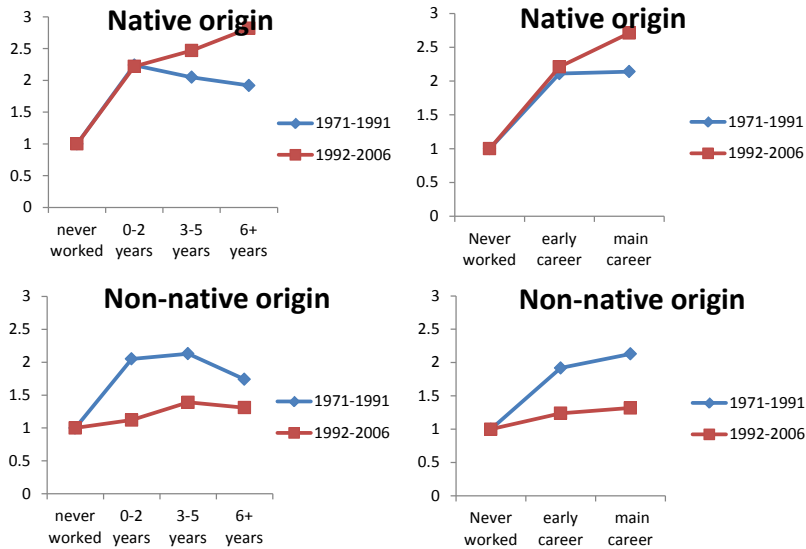 Native origin
3
2.5
2
1.5
1
0.5
0
never worked
0-2 years
3-5 years
6+ years
1971-1991
1992-2006
Native origin
3
2.5
2
1.5
1
0.5
0
Never worked
early career
main career
1971-1991
1992-2006
Non-native origin
3
2.5
2
1.5
1
0.5
0
never worked
0-2 years
3-5 years
6+ years
1971-1991
1992-2006
Non-native origin
3
2.5
2
1.5
1
0.5
0
Never worked
early career
main career
1971-1991
1992-2006